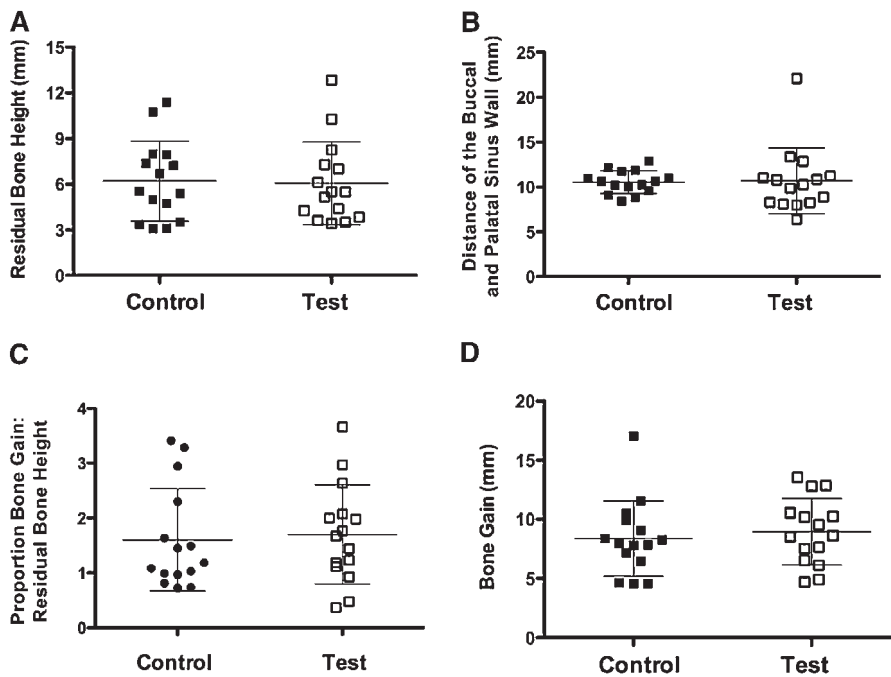 A
Residual Bone Height (mm)
15
12
9
6
3
0
Control
Test
B
Distance of the Buccal
and Palatal Sinus Wall (mm)
25
20
15
10
5
0
Control
Test
C
Proportion Bone Gain:
Residual Bone Height
4
3
2
1
0
Control
Test
D
Bone Gain (mm)
20
15
10
5
0
Control
Test